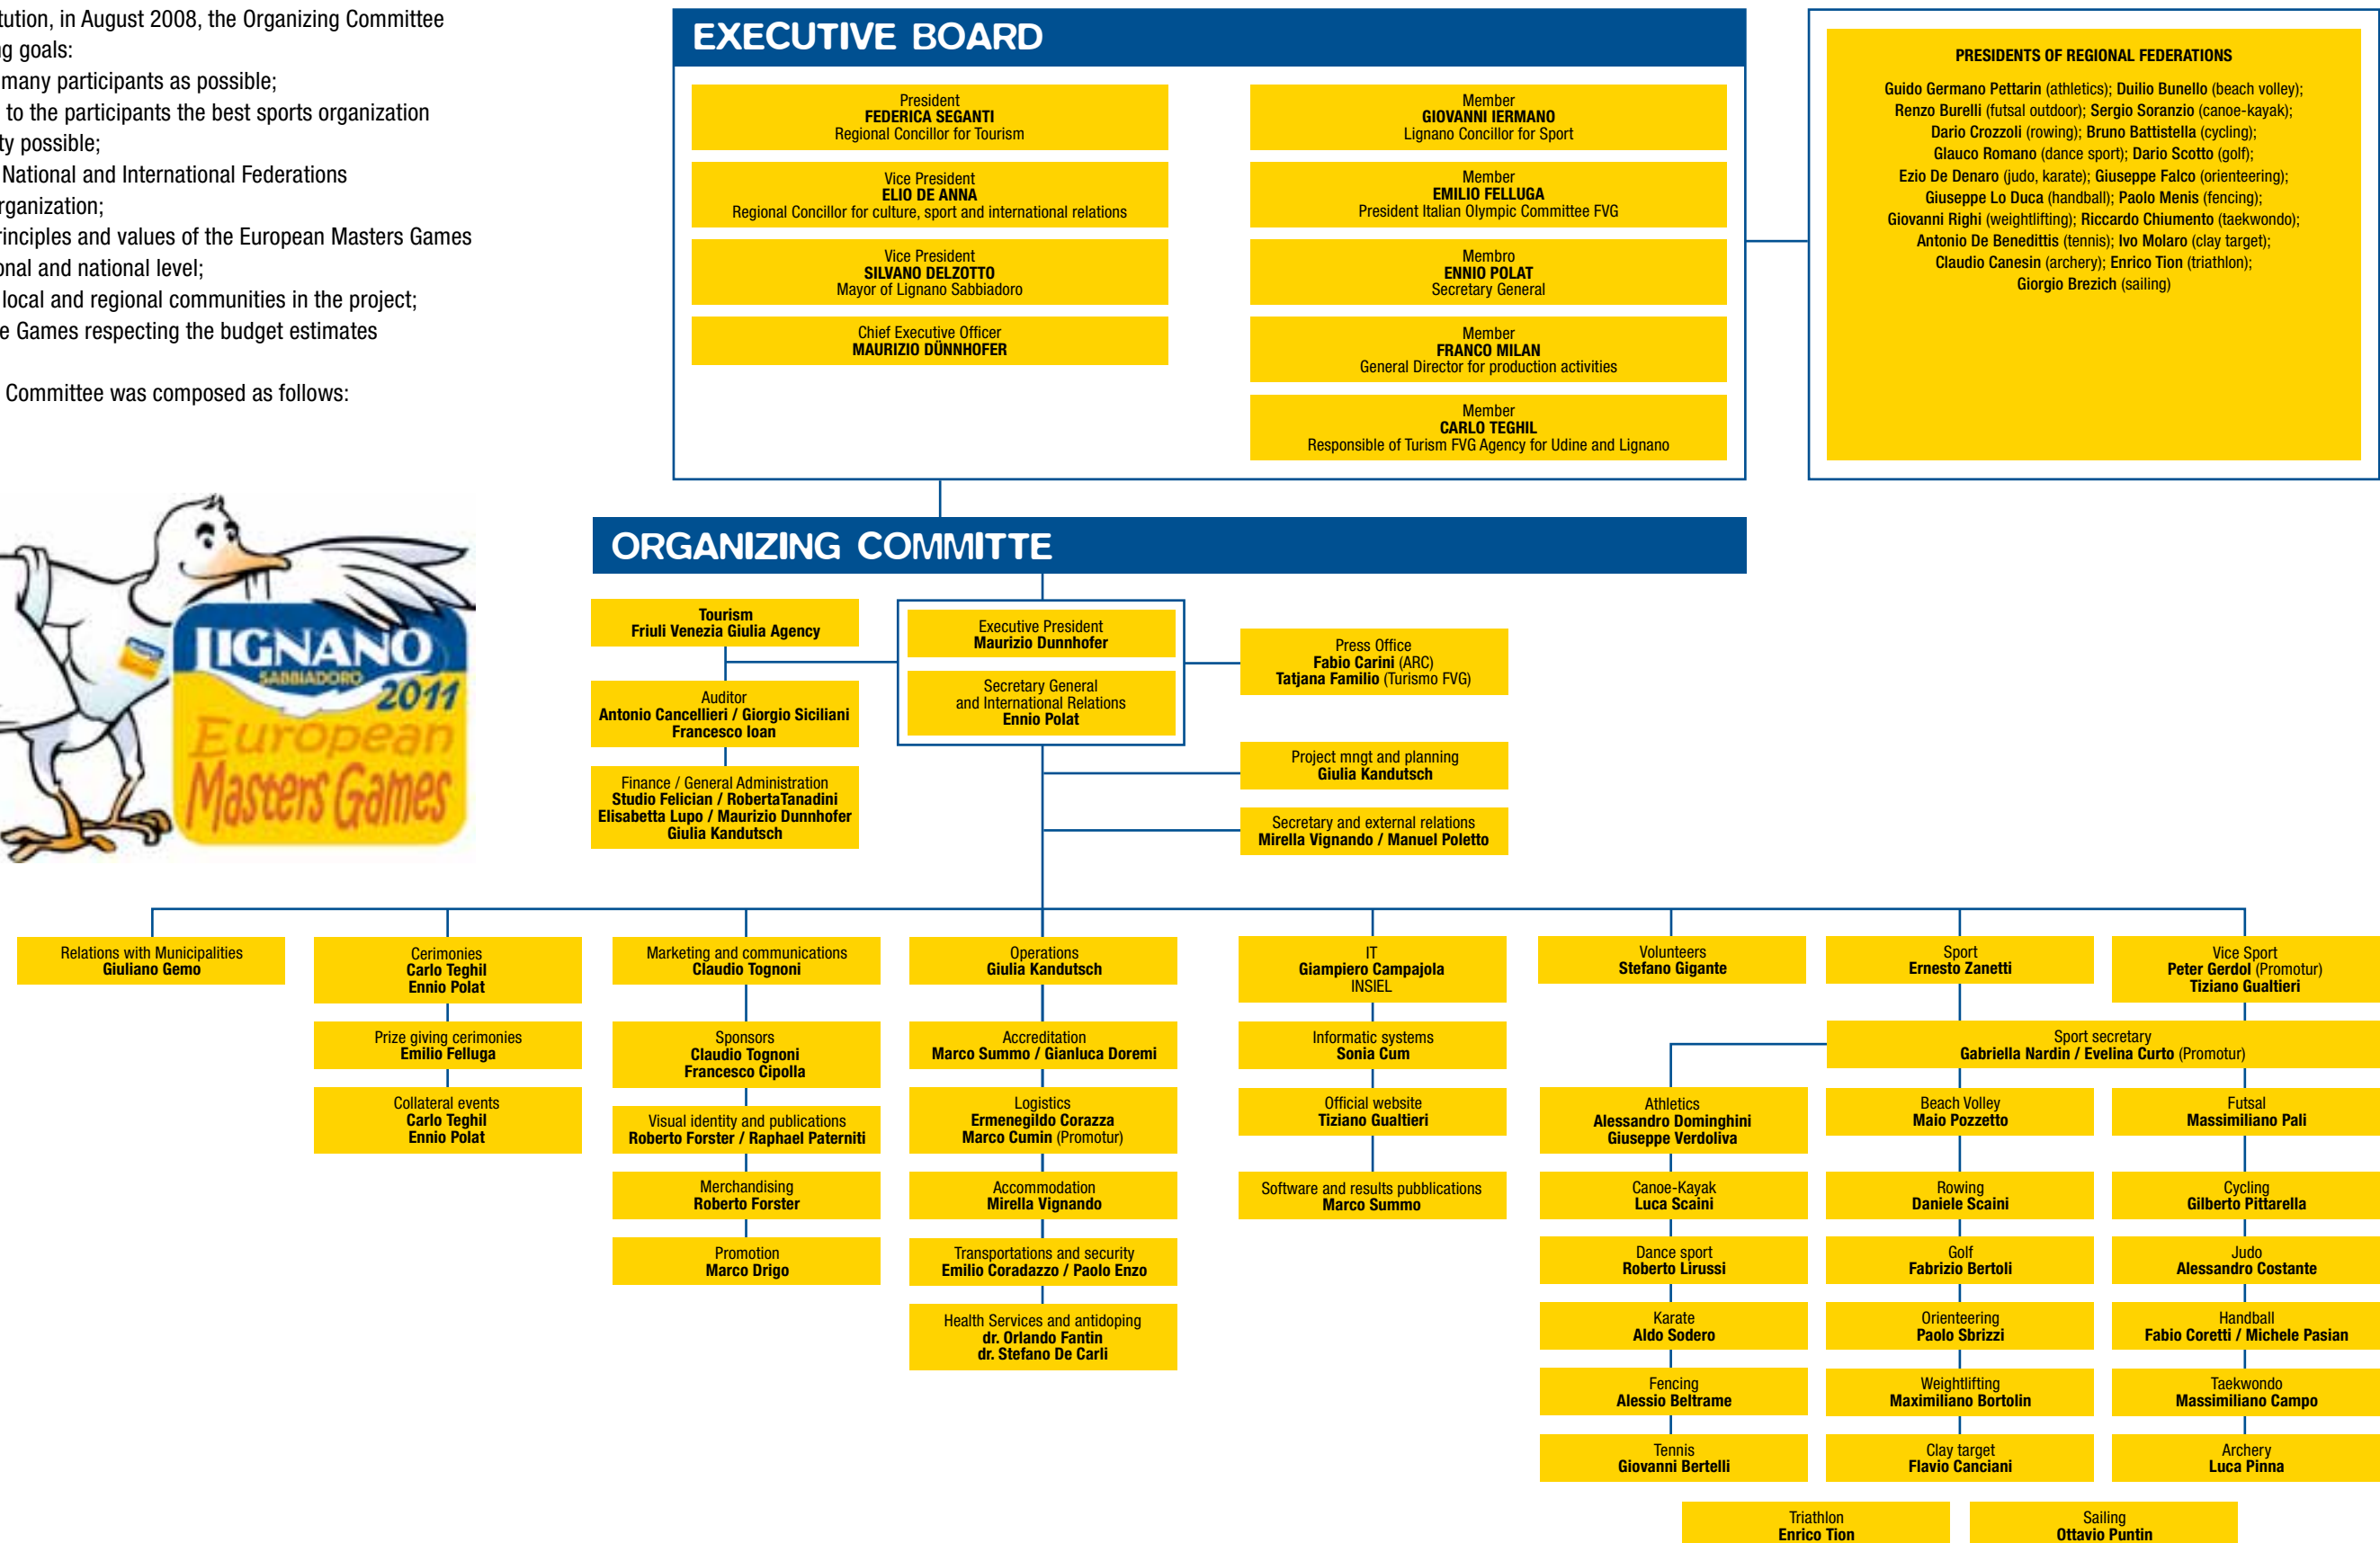 tution, in August 2008, the Organizing Committee
ng goals:
many participants as possible;
to the participants the best sports organization
ty possible;
National and International Federations
rganization;
rinciples and values of the European Masters Games
onal and national level;
local and regional communities in the project;
e Games respecting the budget estimates
Committee was composed as follows:
LIGNANO
SABBIADORO
2011
European
Masters Games
EXECUTIVE BOARD
President
FEDERICA SEGANTI
Regional Concillor for Tourism
Vice President
ELIO DE ANNA
Regional Concillor for culture, sport and international relations
Vice President
SILVANO DELZOTTO
Mayor of Lignano Sabbiadoro
Chief Executive Officer
MAURIZIO DÜNNHOFER
Member
GIOVANNI IERMANO
Lignano Concillor for Sport
Member
EMILIO FELLUGA
President Italian Olympic Committee FVG
Membro
ENNIO POLAT
Secretary General
Member
FRANCO MILAN
General Director for production activities
Member
CARLO TEGHIL
Responsible of Turism FVG Agency for Udine and Lignano
PRESIDENTS OF REGIONAL FEDERATIONS
Guido Germano Pettarin (athletics); Duilio Bunello (beach volley);
Renzo Burelli (futsal outdoor); Sergio Soranzio (canoe-kayak);
Dario Crozzoli (rowing); Bruno Battistella (cycling);
Glauco Romano (dance sport); Dario Scotto (golf);
Ezio De Denaro (judo, karate); Giuseppe Falco (orienteering);
Giuseppe Lo Duca (handball); Paolo Menis (fencing);
Giovanni Righi (weightlifting); Riccardo Chiumento (taekwondo);
Antonio De Benedittis (tennis); Ivo Molaro (clay target);
Claudio Canesin (archery); Enrico Tion (triathlon);
Giorgio Brezich (sailing)
ORGANIZING COMMITTE
Tourism
Friuli Venezia Giulia Agency
Auditor
Antonio Cancellieri / Giorgio Siciliani
Francesco Ioan
Finance / General Administration
Studio Felician / RobertaTanadini
Elisabetta Lupo / Maurizio Dunnhofer
Giulia Kandutsch
Executive President
Maurizio Dunnhofer
Secretary General
and International Relations
Ennio Polat
Press Office
Fabio Carini (ARC)
Tatjana Familio (Turismo FVG)
Project mngt and planning
Giulia Kandutsch
Secretary and external relations
Mirella Vignando / Manuel Poletto
Relations with Municipalities
Giuliano Gemo
Cerimonies
Carlo Teghil
Ennio Polat
Prize giving cerimonies
Emilio Felluga
Collateral events
Carlo Teghil
Ennio Polat
Marketing and communications
Claudio Tognoni
Sponsors
Claudio Tognoni
Francesco Cipolla
Visual identity and publications
Roberto Forster / Raphael Paterniti
Merchandising
Roberto Forster
Promotion
Marco Drigo
Operations
Giulia Kandutsch
Accreditation
Marco Summo / Gianluca Doremi
Logistics
Ermenegildo Corazza
Marco Cumin (Promotur)
Accommodation
Mirella Vignando
Transportations and security
Emilio Coradazzo / Paolo Enzo
Health Services and antidoping
dr. Orlando Fantin
dr. Stefano De Carli
IT
Giampiero Campajola
INSIEL
Informatic systems
Sonia Cum
Official website
Tiziano Gualtieri
Software and results pubblications
Marco Summo
Volunteers
Stefano Gigante
Sport
Ernesto Zanetti
Vice Sport
Peter Gerdol (Promotur)
Tiziano Gualtieri
Sport secretary
Gabriella Nardin / Evelina Curto (Promotur)
Athletics
Alessandro Dominghini
Giuseppe Verdoliva
Beach Volley
Maio Pozzetto
Futsal
Massimiliano Pali
Canoe-Kayak
Luca Scaini
Rowing
Daniele Scaini
Cycling
Gilberto Pittarella
Dance sport
Roberto Lirussi
Golf
Fabrizio Bertoli
Judo
Alessandro Costante
Karate
Aldo Sodero
Orienteering
Paolo Sbrizzi
Handball
Fabio Coretti / Michele Pasian
Fencing
Alessio Beltrame
Weightlifting
Maximiliano Bortolin
Taekwondo
Massimiliano Campo
Tennis
Giovanni Bertelli
Clay target
Flavio Canciani
Archery
Luca Pinna
Triathlon
Enrico Tion
Sailing
Ottavio Puntin